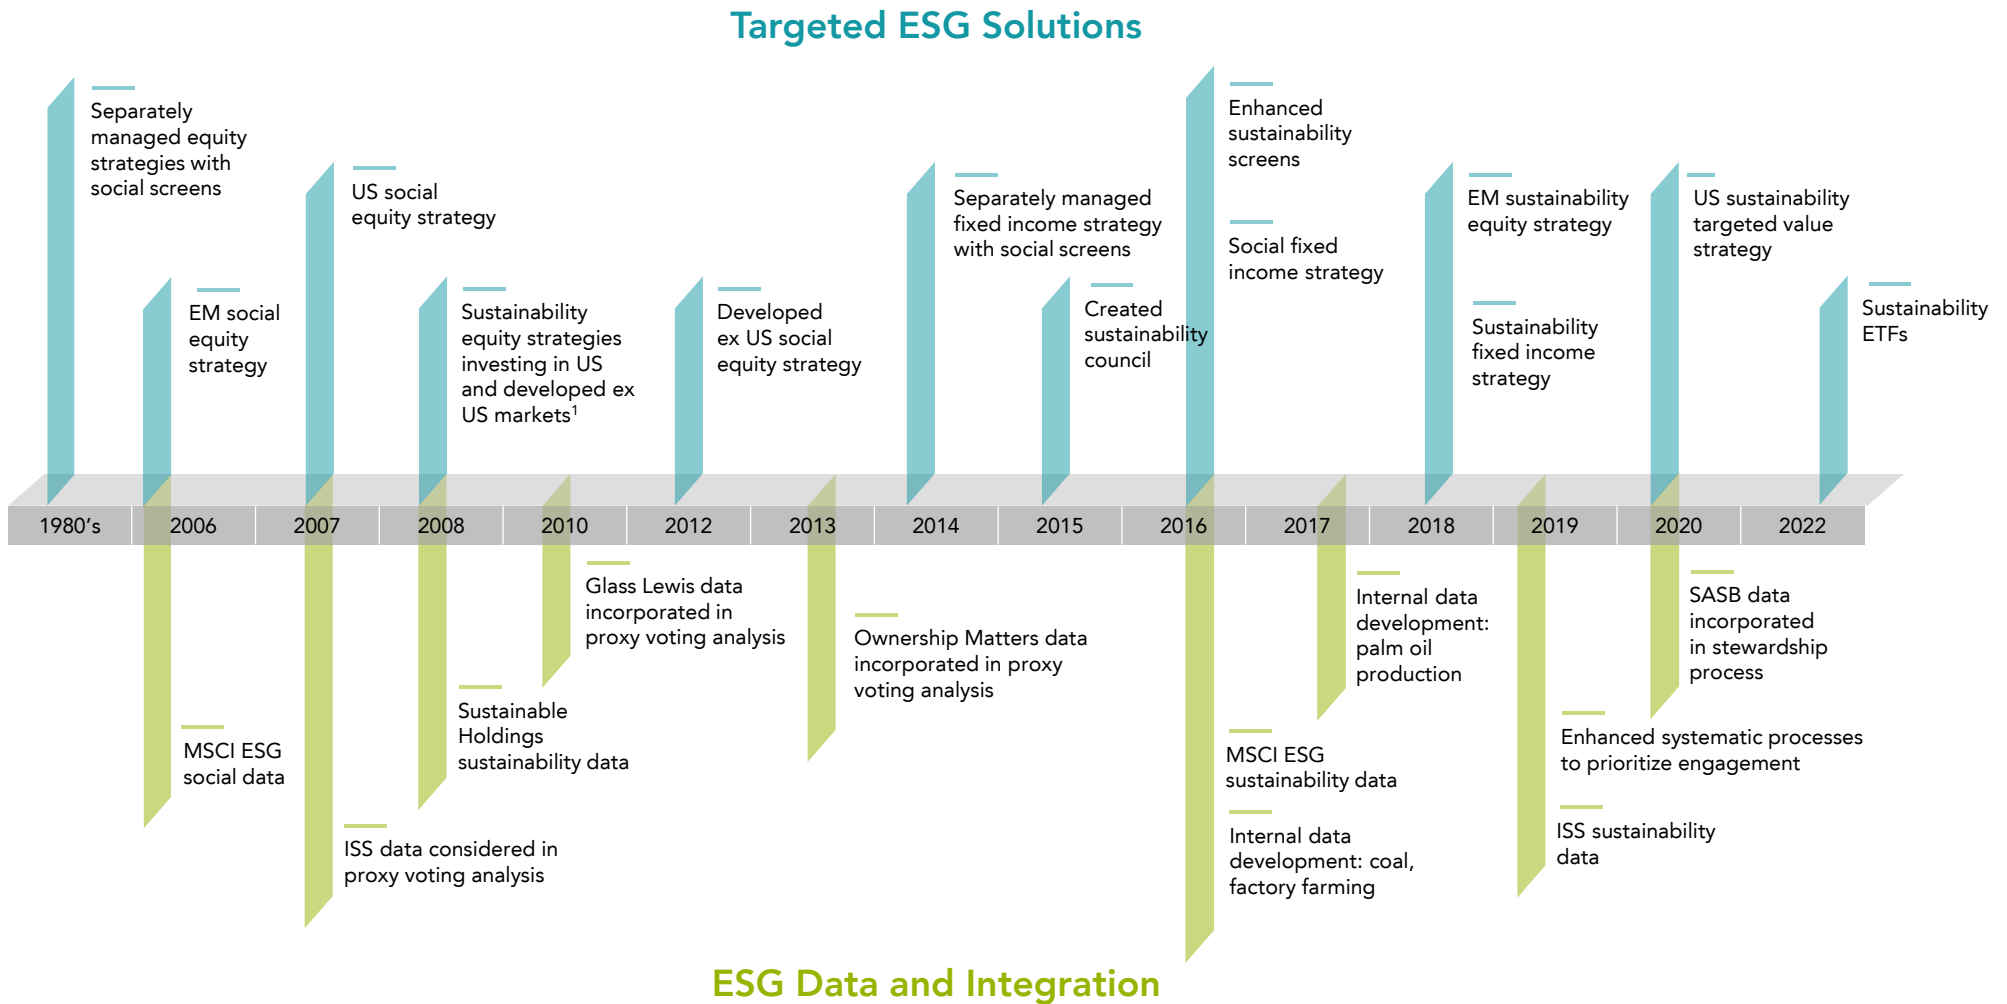 Targeted ESG Solutions
Separately
managed equity
strategies with
social screens
EM social
equity
strategy
US social
equity strategy
Sustainability
equity strategies
investing in US
and developed ex
US markets¹
Developed
ex US social
equity strategy
Separately managed
fixed income strategy
with social screens
Created
sustainability
council
Enhanced
sustainability
screens
Social fixed
income strategy
EM sustainability
equity strategy
Sustainability
fixed income
strategy
US sustainability
targeted value
strategy
Sustainability
ETFs
1980’s
2006
2007
2008
2010
2012
2013
2014
2015
2016
2017
2018
2019
2020
2022
MSCI ESG
social data
ISS data considered in
proxy voting analysis
Sustainable
Holdings
sustainability data
Glass Lewis data
incorporated in
proxy voting analysis
Ownership Matters data
incorporated in proxy
voting analysis
MSCI ESG
sustainability data
Internal data
development: coal,
factory farming
Internal data
development:
palm oil
production
Enhanced systematic processes
to prioritize engagement
ISS sustainability
data
SASB data
incorporated
in stewardship
process
ESG Data and Integration